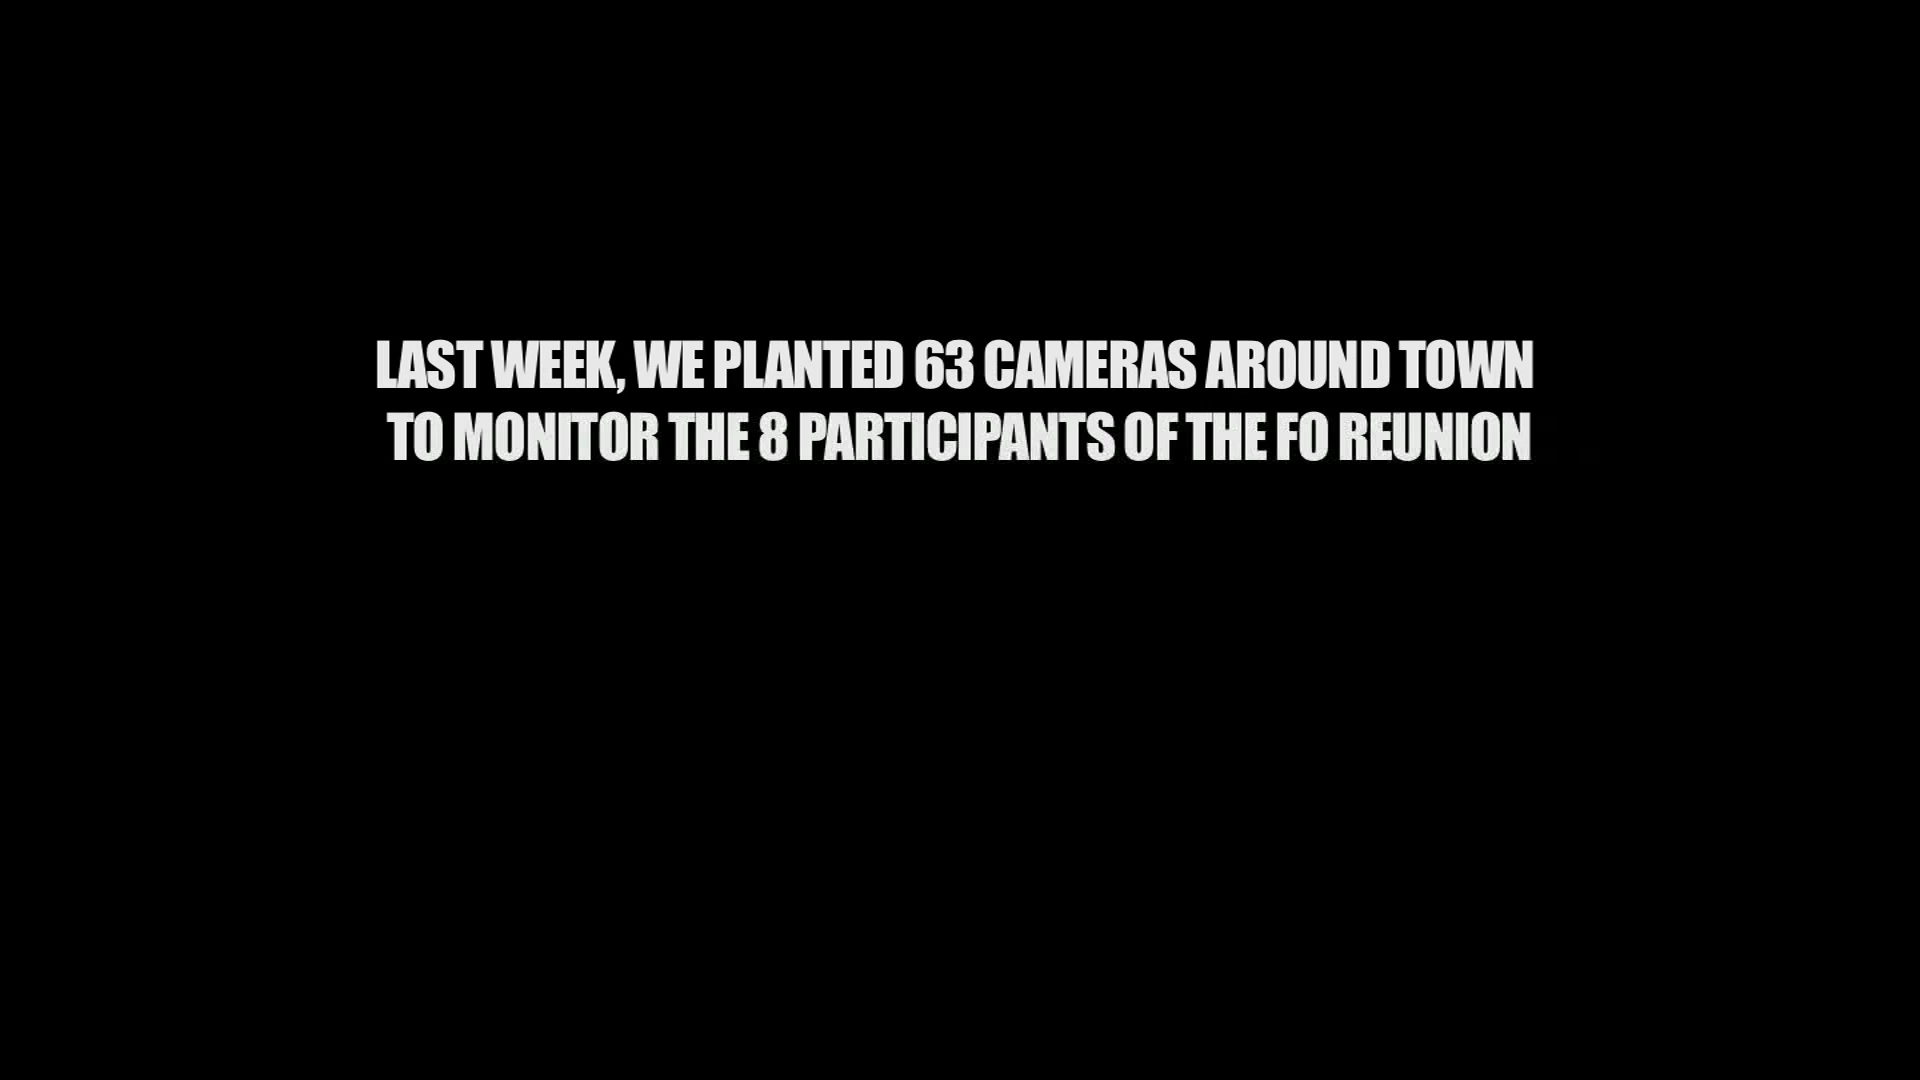 LAST WEEK, WE PLANTED 63 CAMERAS AROUND TOWN
TO MONITOR THE 8 PARTICIPANTS OF THE FO REUNION